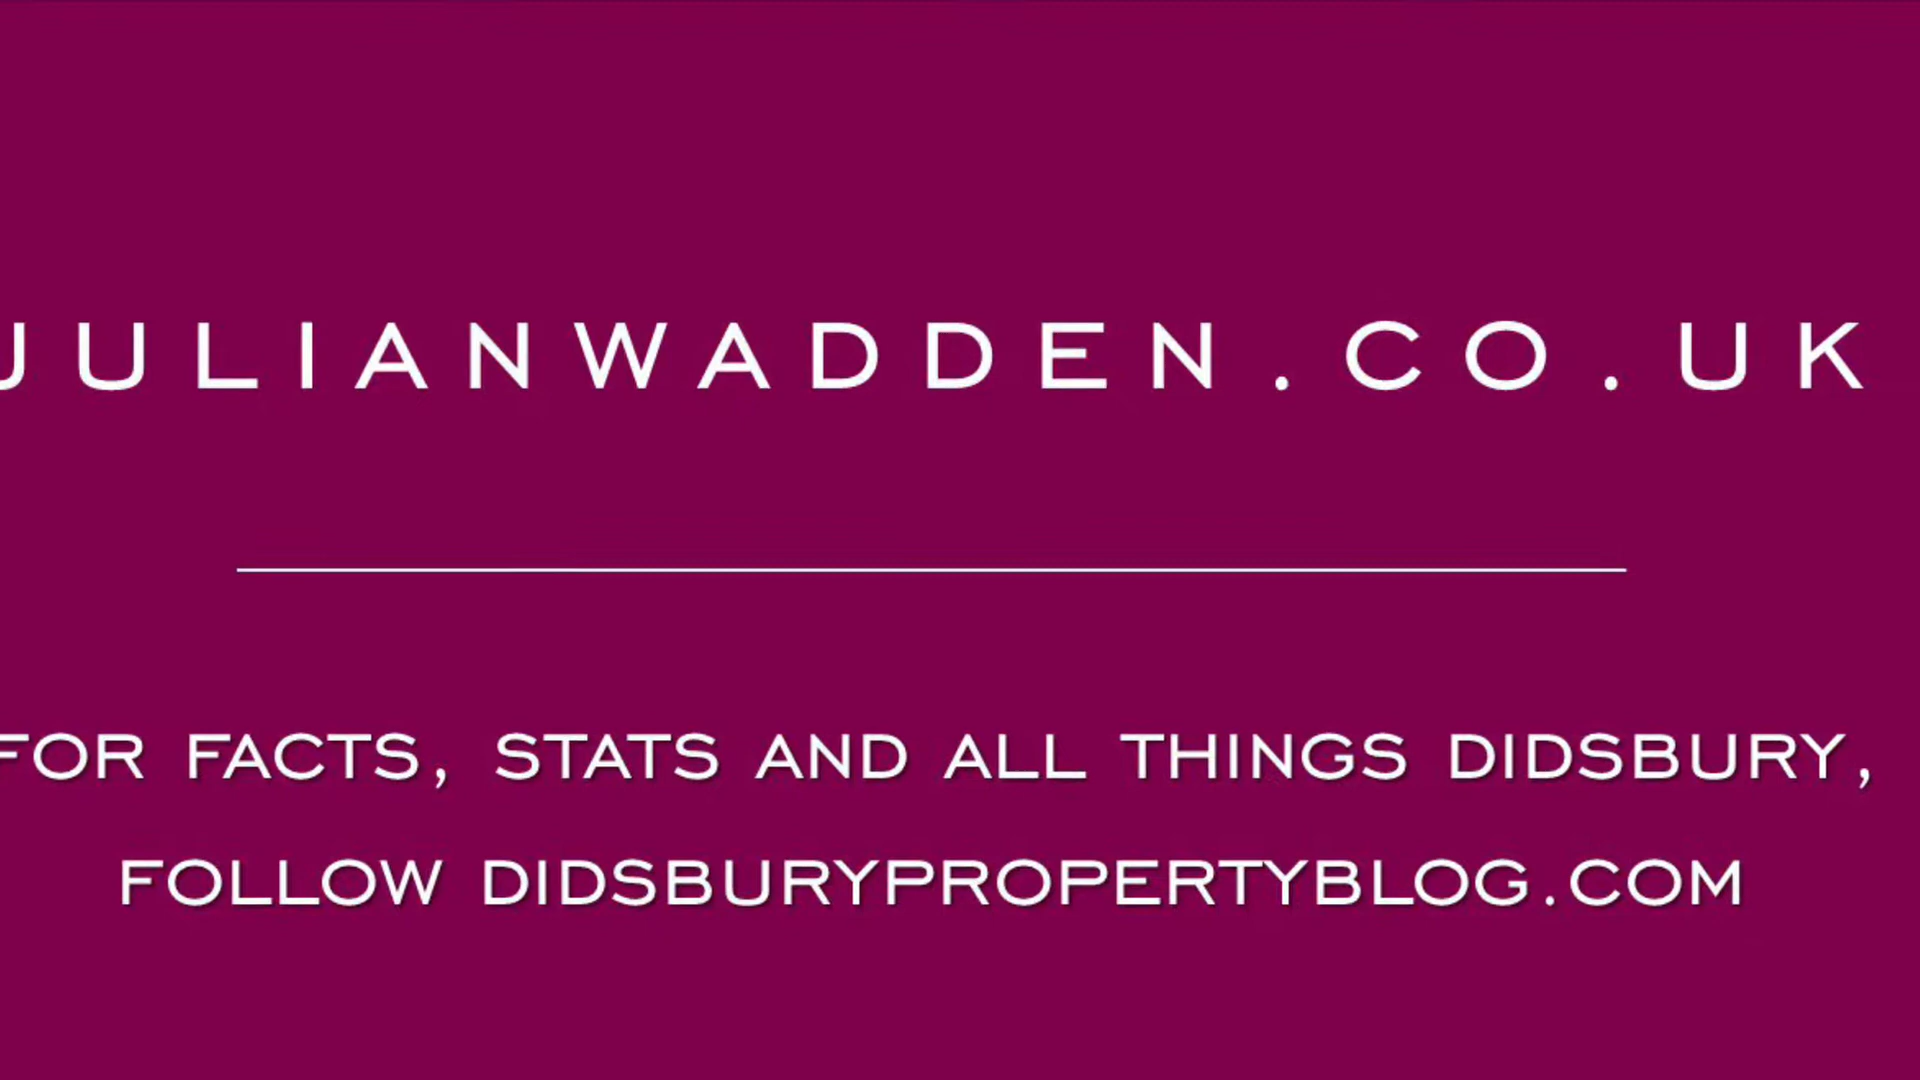 JULIANWADDEN.CO.UK
FOR FACTS, STATS AND ALL THINGS DIDSBURY,
FOLLOW DIDSBURYPROPERTYBLOG.COM